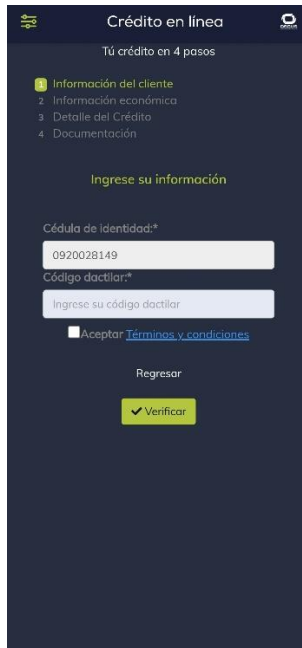 Crédito en línea
Tú crédito en 4 pasos
1 Información del cliente
2 Información económica
3 Detalle del Crédito
4 Documentación
Ingrese su información
Cédula de identidad:*
0920028149
Código dactilar:*
Ingrese su código dactilar
Aceptar Términos y condiciones
Regresar
Verificar